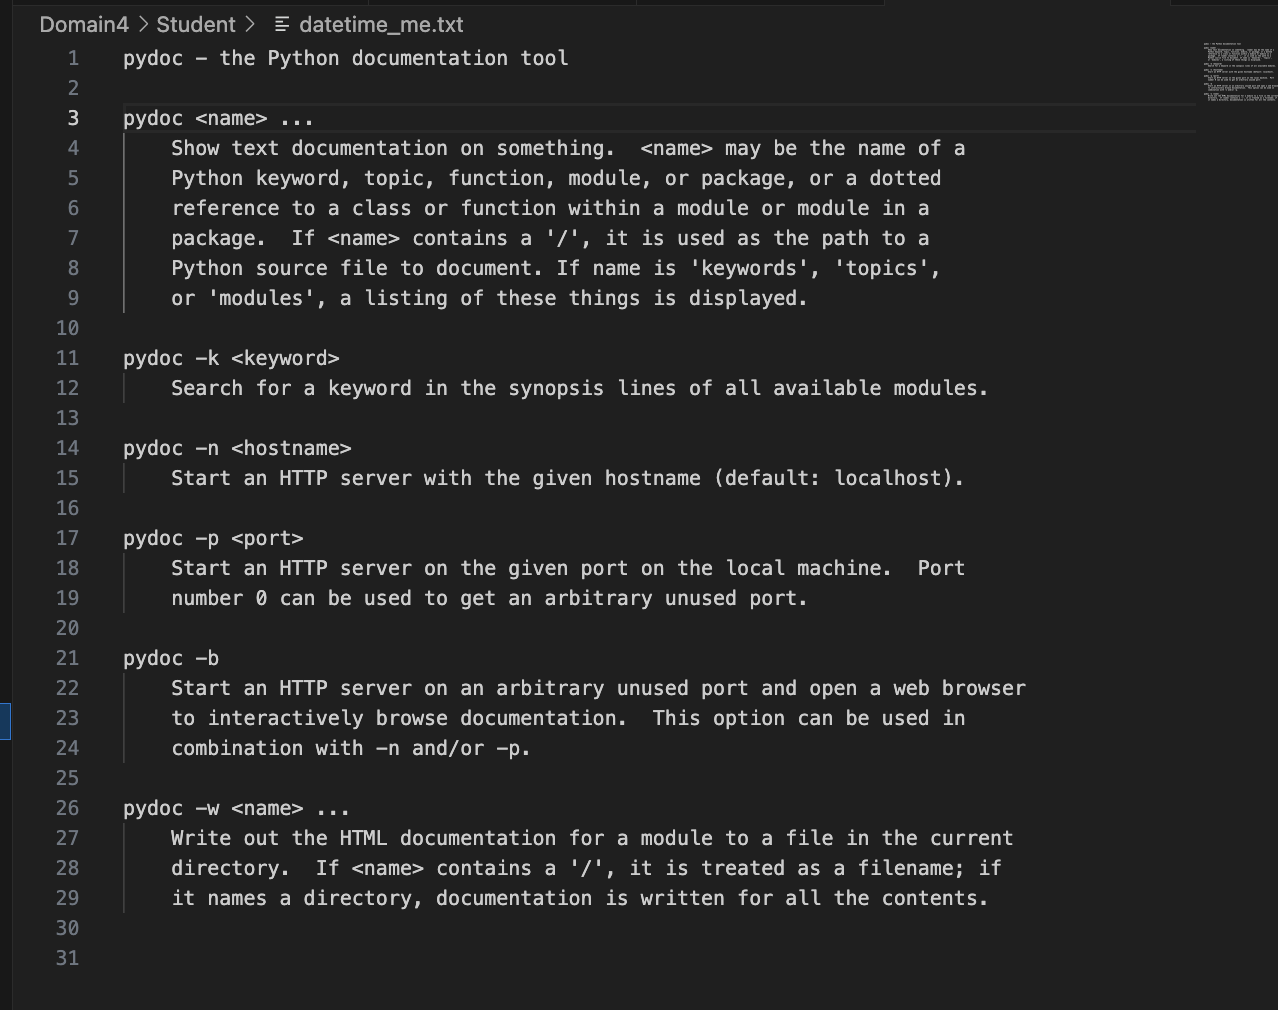 Domain4 > Student > datetime_me.txt
1 pydoc - the Python documentation tool
2
3 pydoc <name> ...
4 Show text documentation on something.  <name> may be the name of a
5 Python keyword, topic, function, module, or package, or a dotted
6 reference to a class or function within a module or module in a
7 package.  If <name> contains a '/', it is used as the path to a
8 Python source file to document. If name is 'keywords', 'topics',
9 or 'modules', a listing of these things is displayed.
10
11 pydoc -k <keyword>
12 Search for a keyword in the synopsis lines of all available modules.
13
14 pydoc -n <hostname>
15 Start an HTTP server with the given hostname (default: localhost).
16
17 pydoc -p <port>
18 Start an HTTP server on the given port on the local machine.  Port
19 number 0 can be used to get an arbitrary unused port.
20
21 pydoc -b
22 Start an HTTP server on an arbitrary unused port and open a web browser
23 to interactively browse documentation.  This option can be used in
24 combination with -n and/or -p.
25
26 pydoc -w <name> ...
27 Write out the HTML documentation for a module to a file in the current
28 directory.  If <name> contains a '/', it is treated as a filename; if
29 it names a directory, documentation is written for all the contents.
30
31